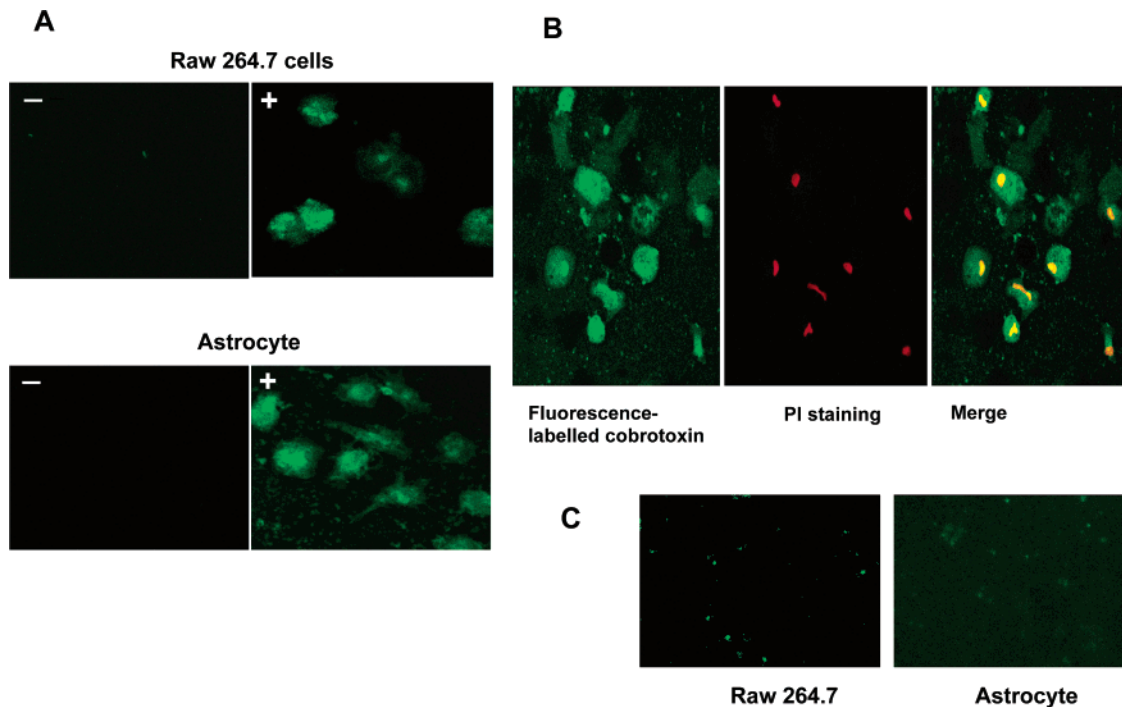 A
Raw 264.7 cells
– +
Astrocyte
– +
B
Fluorescence-
labelled cobrotoxin
PI staining
Merge
C
Raw 264.7
Astrocyte